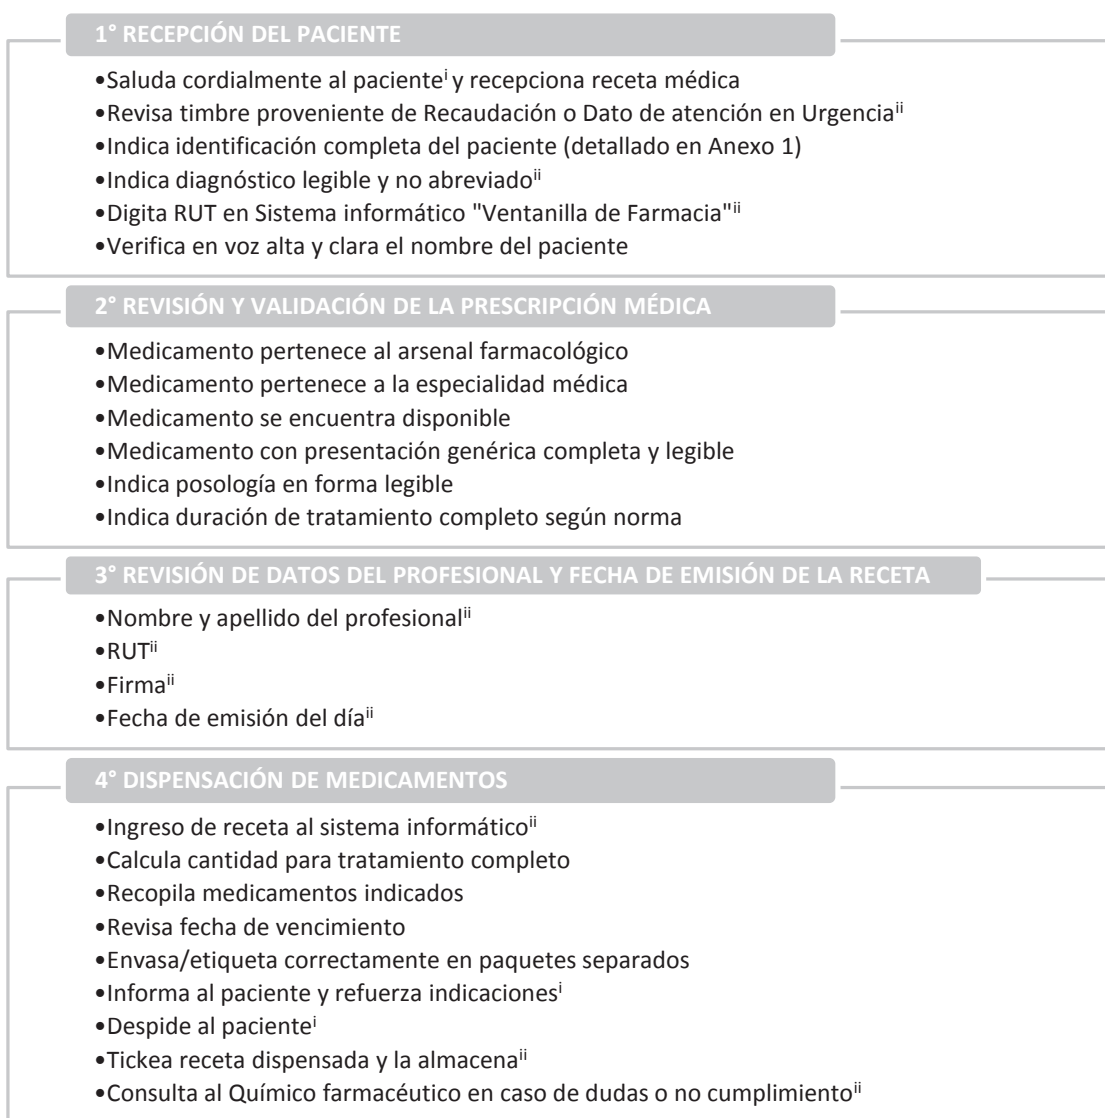 1° RECEPCIÓN DEL PACIENTE
•Saluda cordialmente al pacienteⁱ y recepciona receta médica
•Revisa timbre proveniente de Recaudación o Dato de atención en Urgenciaⁱⁱ
•Indica identificación completa del paciente (detallado en Anexo 1)
•Indica diagnóstico legible y no abreviadoⁱⁱ
•Digita RUT en Sistema informático "Ventanilla de Farmacia"ⁱⁱ
•Verifica en voz alta y clara el nombre del paciente
2° REVISIÓN Y VALIDACIÓN DE LA PRESCRIPCIÓN MÉDICA
•Medicamento pertenece al arsenal farmacológico
•Medicamento pertenece a la especialidad médica
•Medicamento se encuentra disponible
•Medicamento con presentación genérica completa y legible
•Indica posología en forma legible
•Indica duración de tratamiento completo según norma
3° REVISIÓN DE DATOS DEL PROFESIONAL Y FECHA DE EMISIÓN DE LA RECETA
•Nombre y apellido del profesionalⁱⁱ
•RUTⁱⁱ
•Firmaⁱⁱ
•Fecha de emisión del díaⁱⁱ
4° DISPENSACIÓN DE MEDICAMENTOS
•Ingreso de receta al sistema informáticoⁱⁱ
•Calcula cantidad para tratamiento completo
•Recopila medicamentos indicados
•Revisa fecha de vencimiento
•Envasa/etiqueta correctamente en paquetes separados
•Informa al paciente y refuerza indicacionesⁱ
•Despide al pacienteⁱ
•Tickea receta dispensada y la almacenaⁱⁱ
•Consulta al Químico farmacéutico en caso de dudas o no cumplimientoⁱⁱ